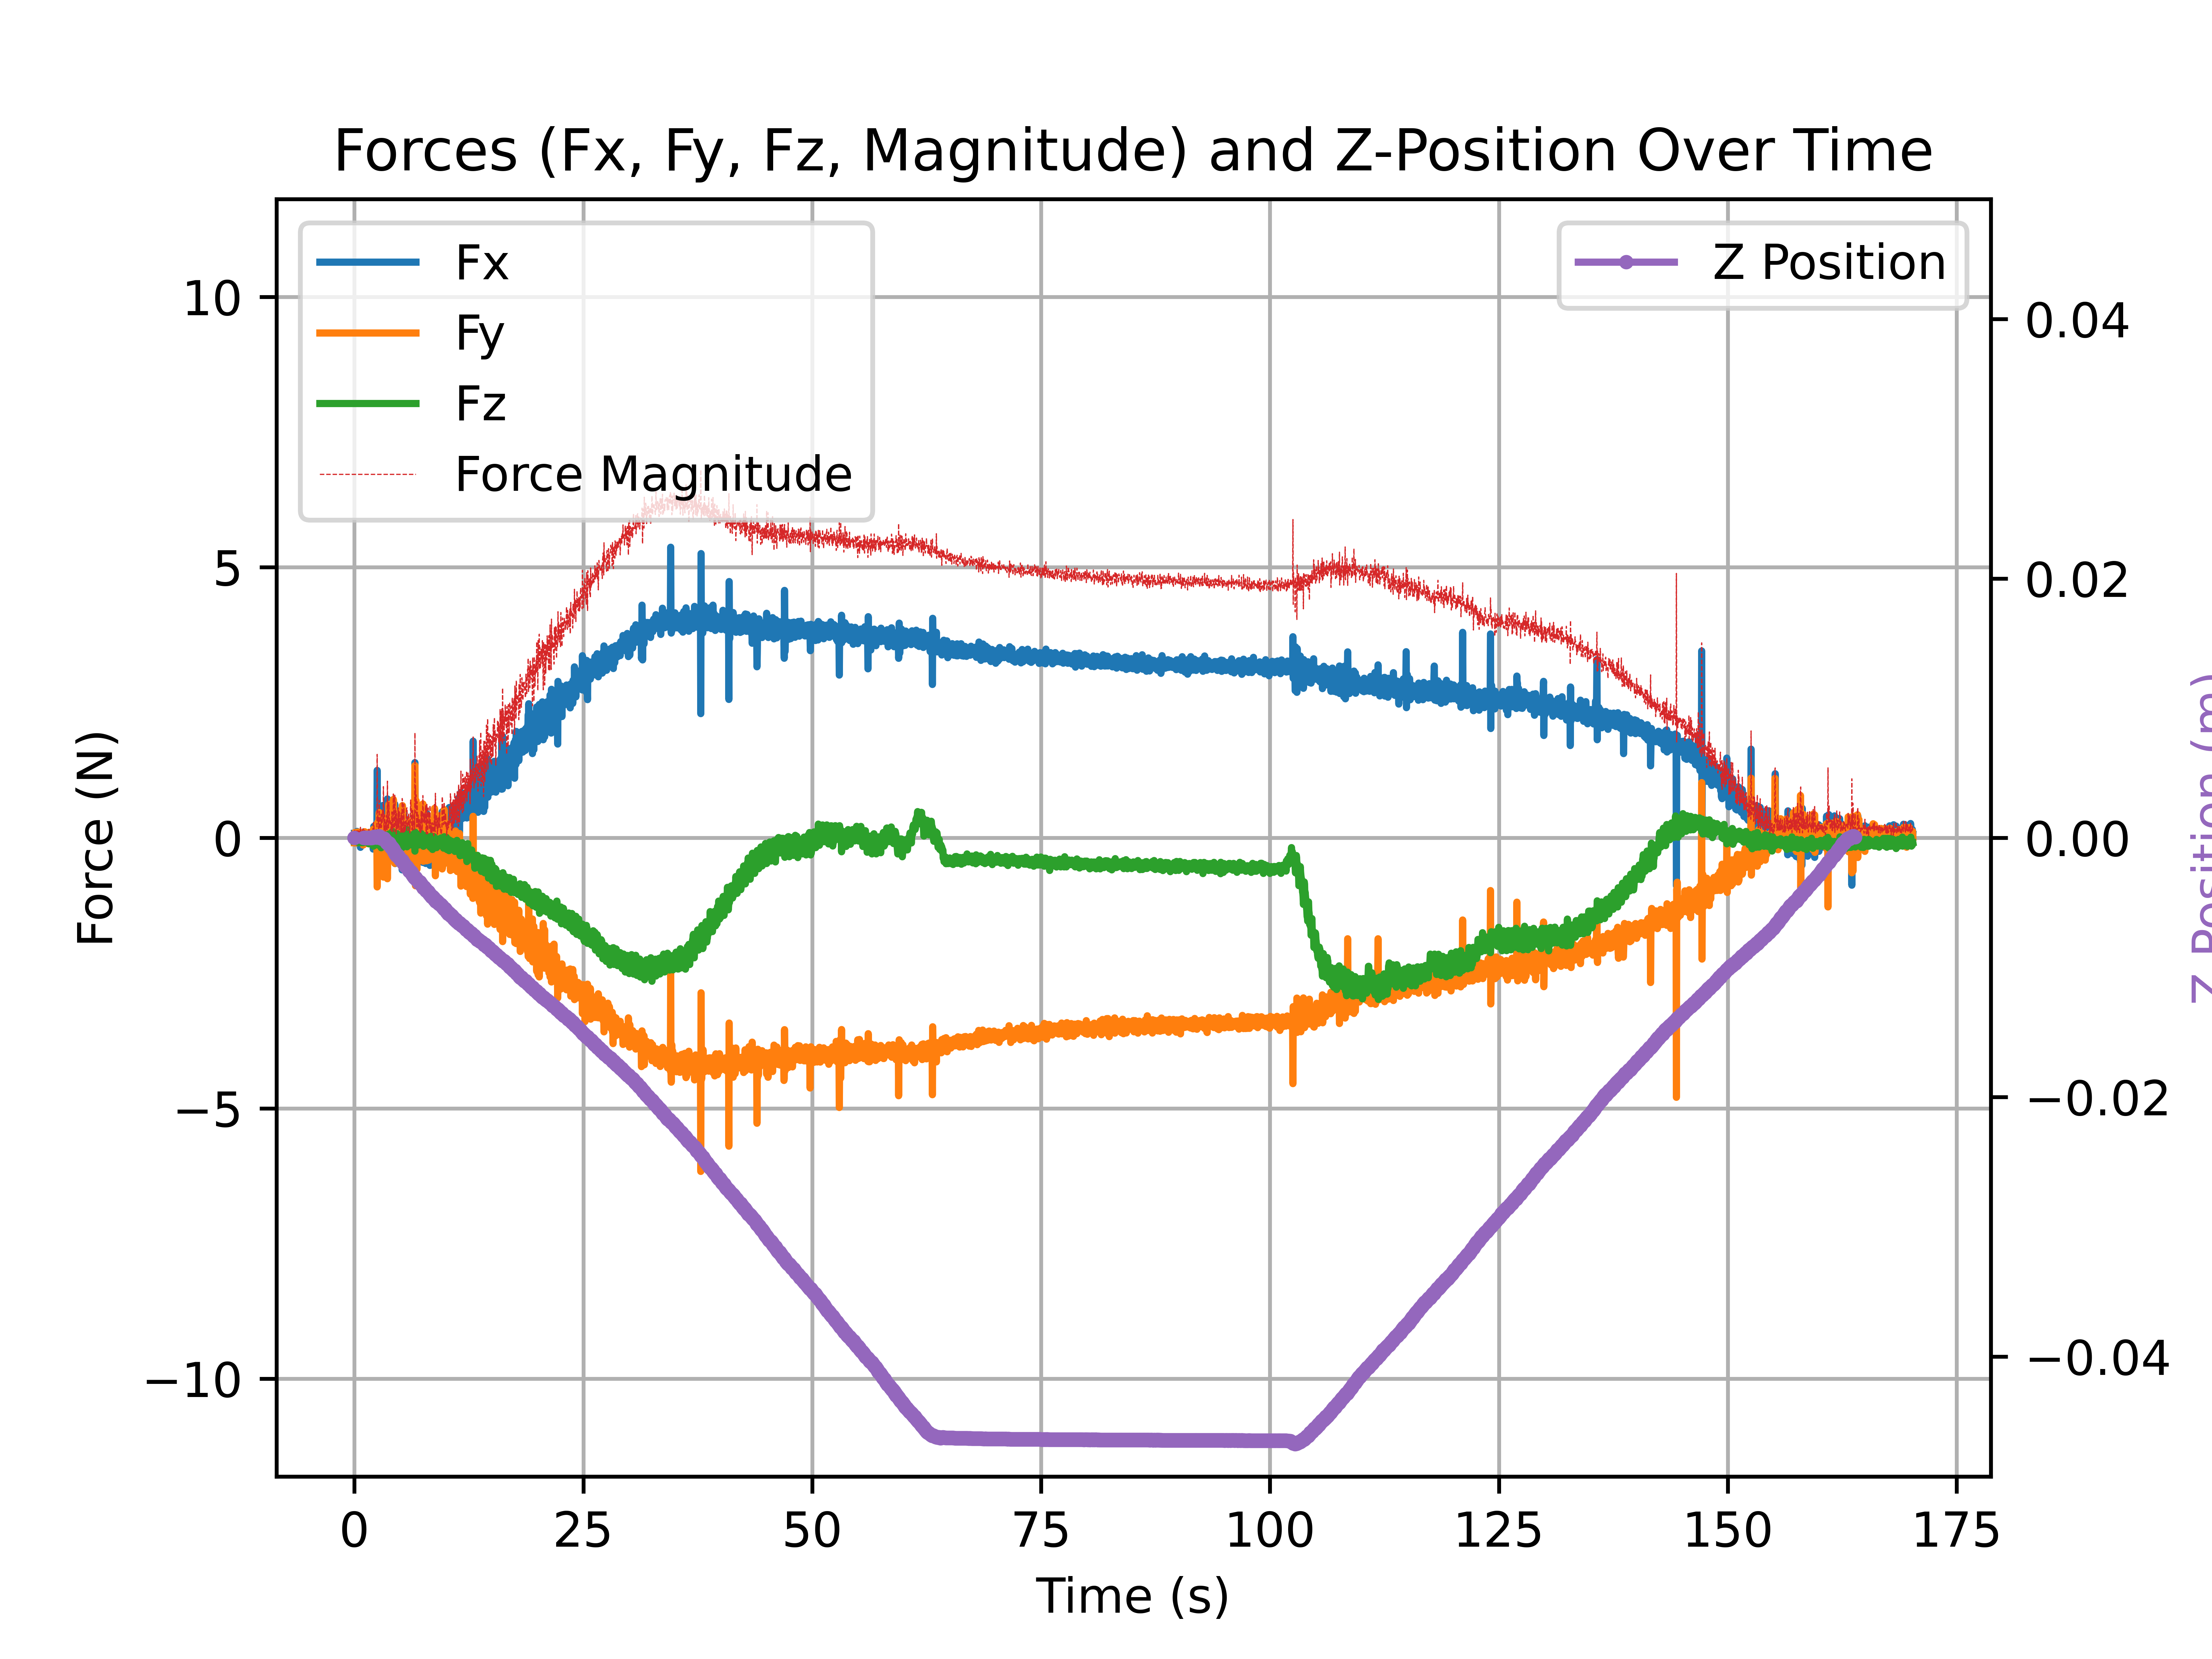 Forces (Fx, Fy, Fz, Magnitude) and Z-Position Over Time
Fx
Fy
Fz
Force Magnitude
Z Position
10
5
0
−5
−10
Force (N)
0.04
0.02
0.00
−0.02
−0.04
Z Position (m)
0 25 50 75 100 125 150 175
Time (s)